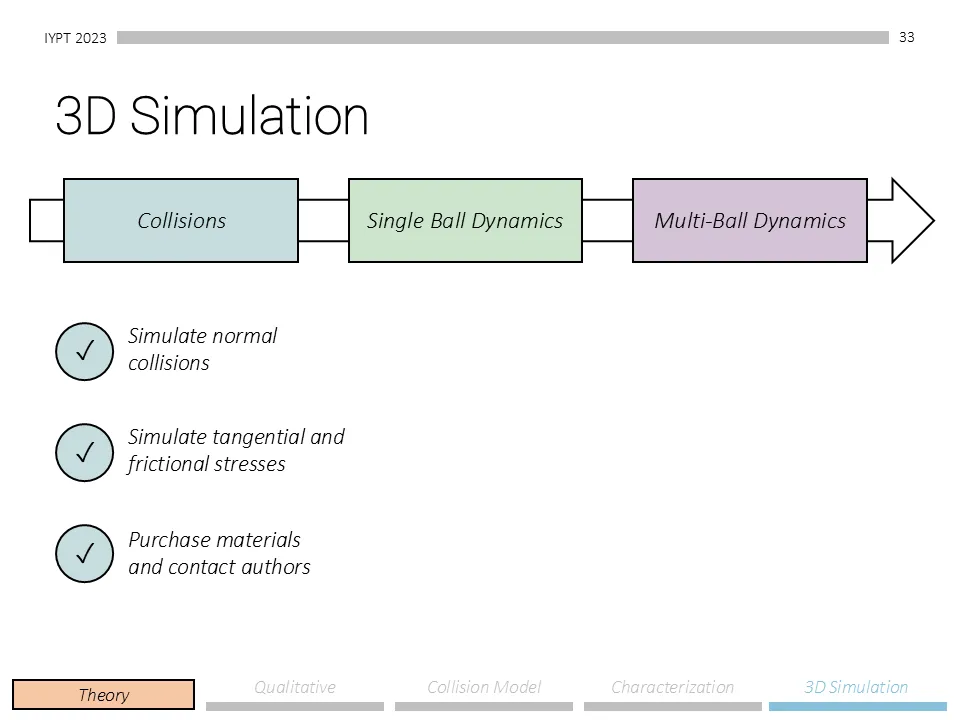 IYPT 2023
33
3D Simulation
Collisions
Single Ball Dynamics
Multi-Ball Dynamics
✓
Simulate normal
collisions
✓
Simulate tangential and
frictional stresses
✓
Purchase materials
and contact authors
Theory
Qualitative
Collision Model
Characterization
3D Simulation